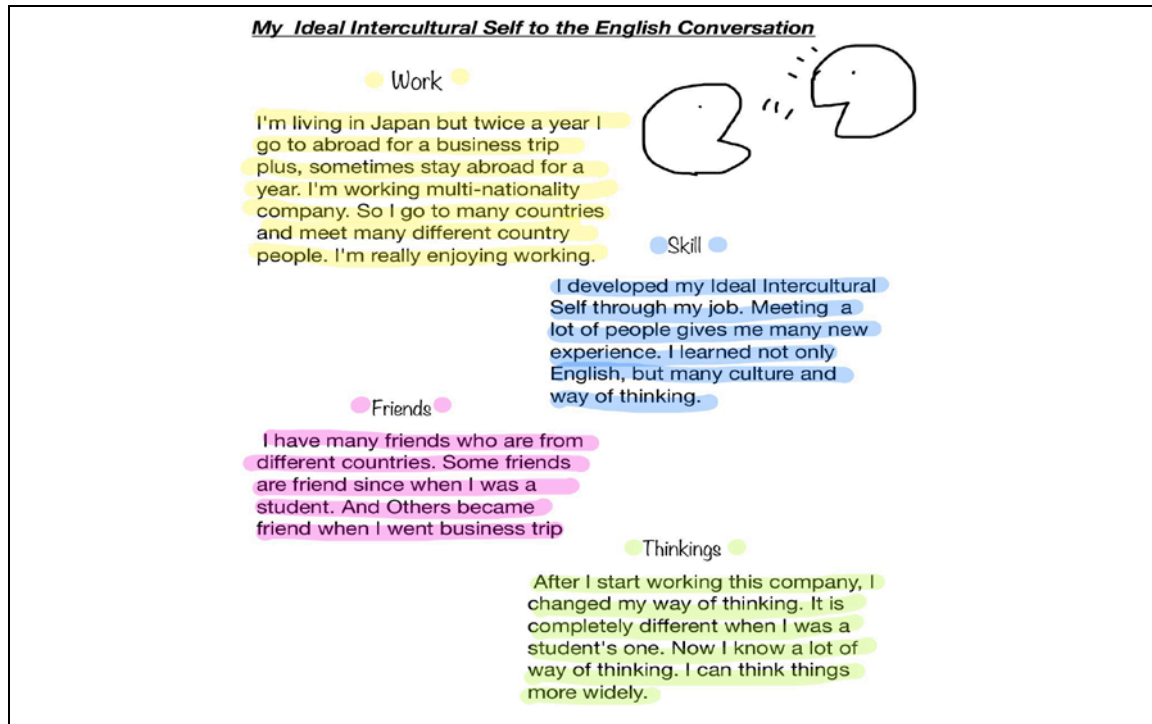 My Ideal Intercultural Self to the English Conversation
Work
I'm living in Japan but twice a year I
go to abroad for a business trip
plus, sometimes stay abroad for a
year. I'm working multi-nationality
company. So I go to many countries
and meet many different country
people. I'm really enjoying working.
Skill
I developed my Ideal Intercultural
Self through my job. Meeting a
lot of people gives me many new
experience. I learned not only
English, but many culture and
way of thinking.
Friends
I have many friends who are from
different countries. Some friends
are friend since when I was a
student. And Others became
friend when I went business trip
Thinkings
After I start working this company, I
changed my way of thinking. It is
completely different when I was a
student's one. Now I know a lot of
way of thinking. I can think things
more widely.